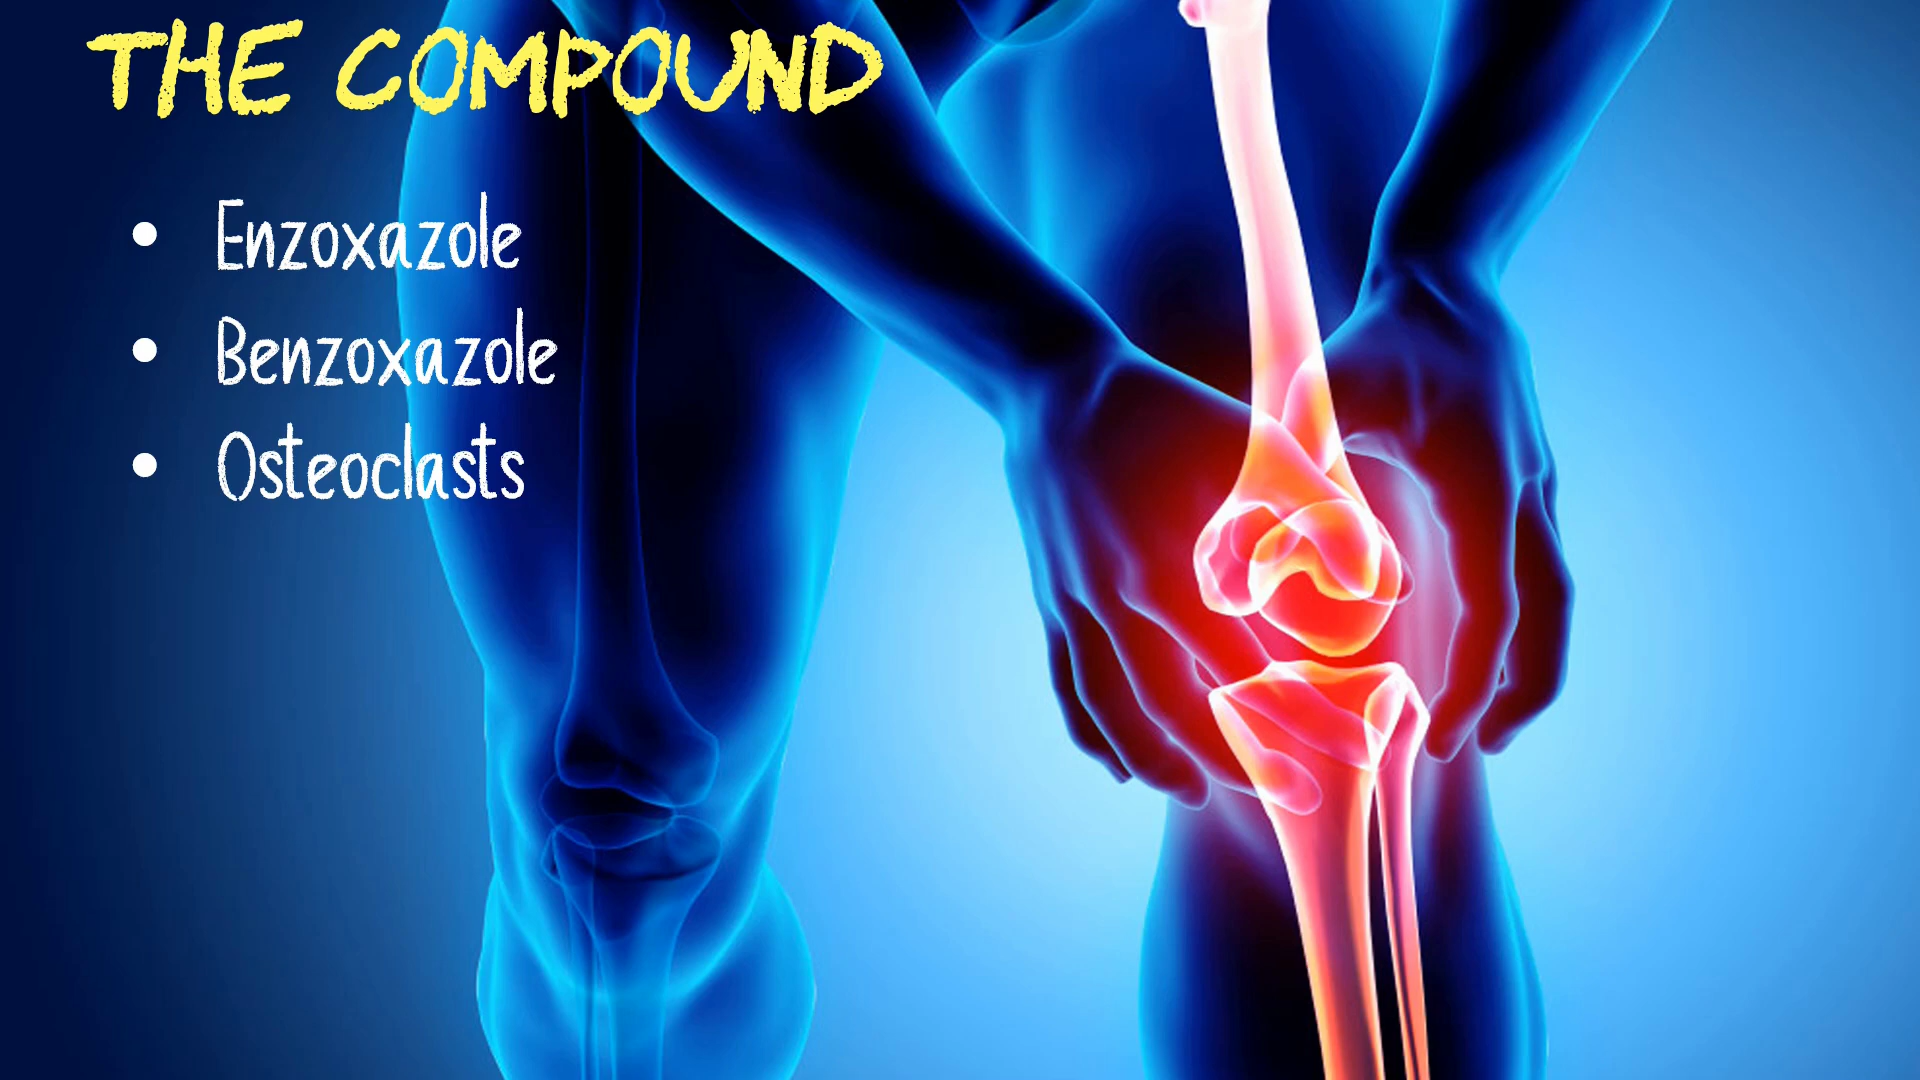 THE COMPOUND
• Enzoxazole
• Benzoxazole
• Osteoclasts